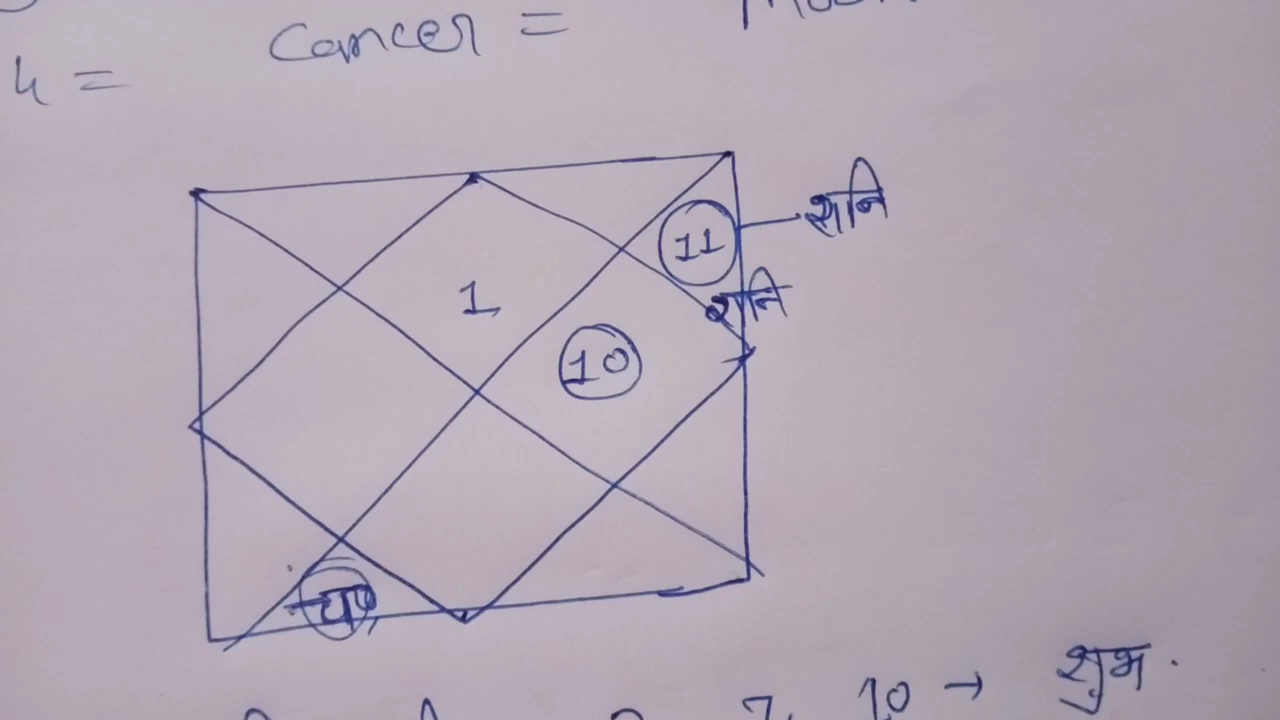 Cancer =
4 =
11 शनि
शनि
1
10
7, 10 → शुभ.